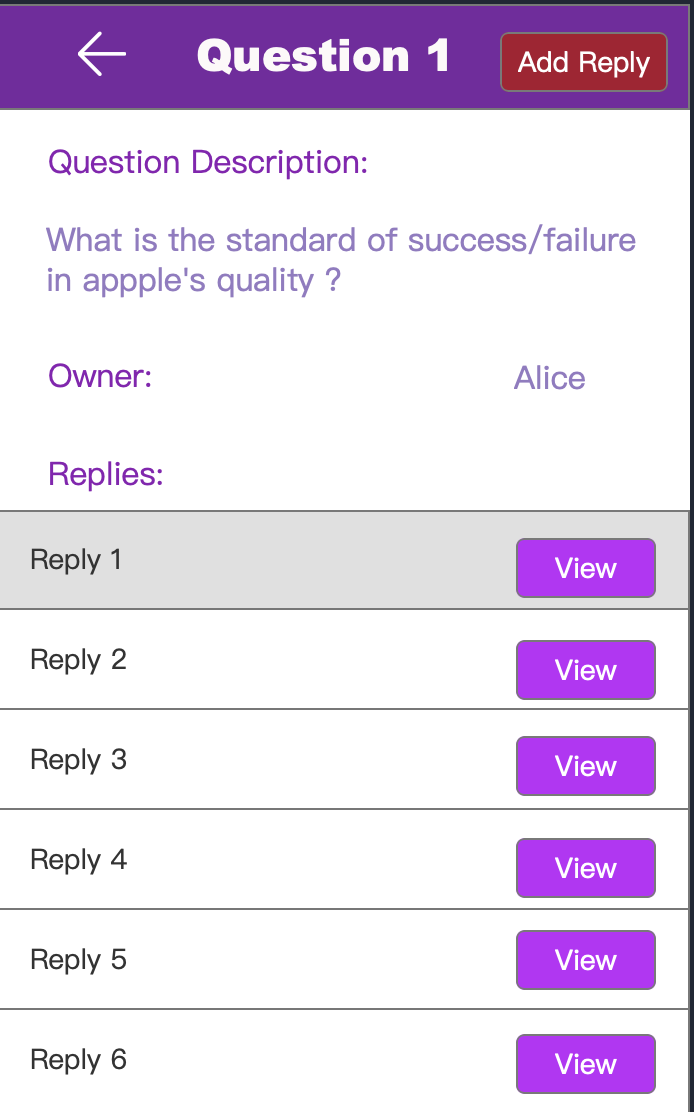 Question 1
Add Reply
Question Description:
What is the standard of success/failure
in appple's quality ?
Owner:
Alice
Replies:
Reply 1
View
Reply 2
View
Reply 3
View
Reply 4
View
Reply 5
View
Reply 6
View